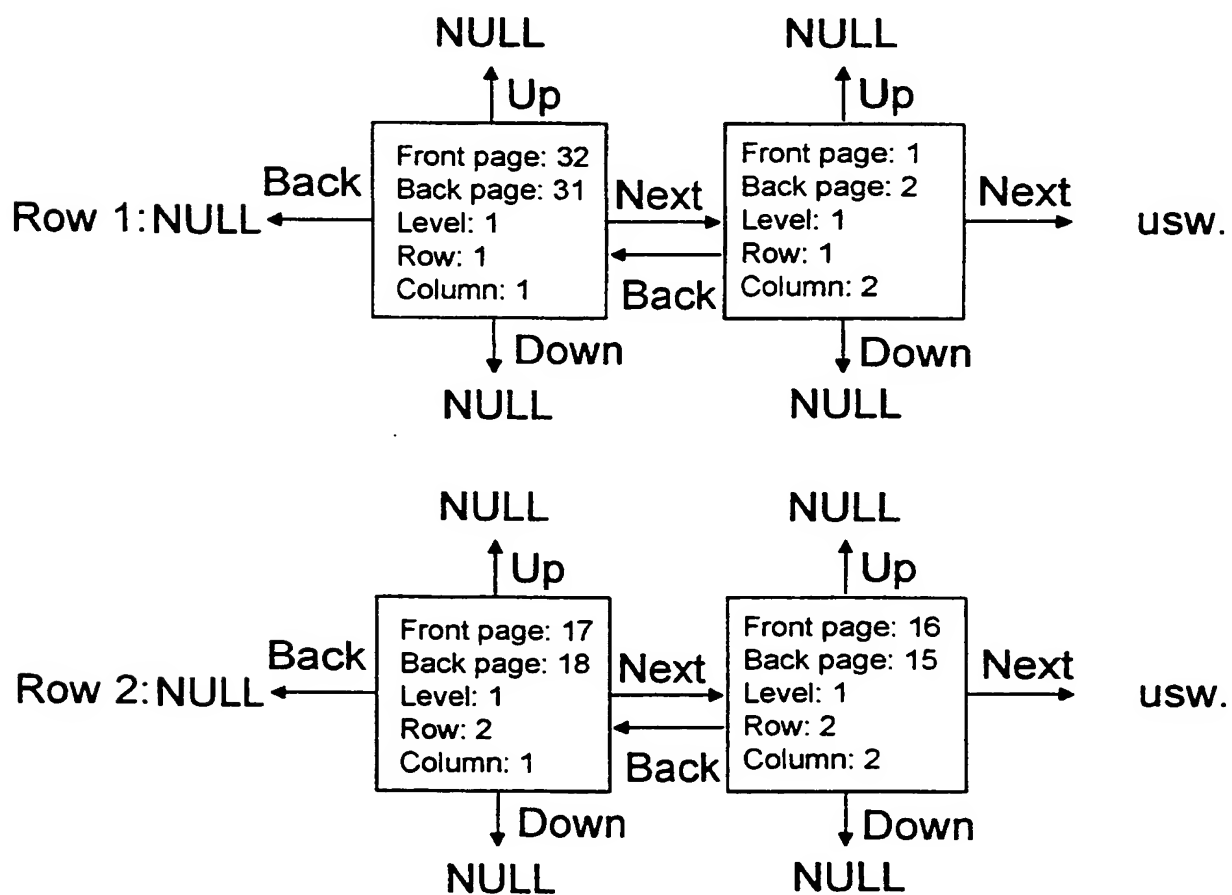 NULL NULL
Up Up
Front page: 32
Back page: 31
Level: 1
Row: 1
Column: 1
Front page: 1
Back page: 2
Level: 1
Row: 1
Column: 2
Row 1: NULL Back Next Back Next usw.
Down Down
NULL NULL
NULL NULL
Up Up
Front page: 17
Back page: 18
Level: 1
Row: 2
Column: 1
Front page: 16
Back page: 15
Level: 1
Row: 2
Column: 2
Row 2: NULL Back Next Back Next usw.
Down Down
NULL NULL